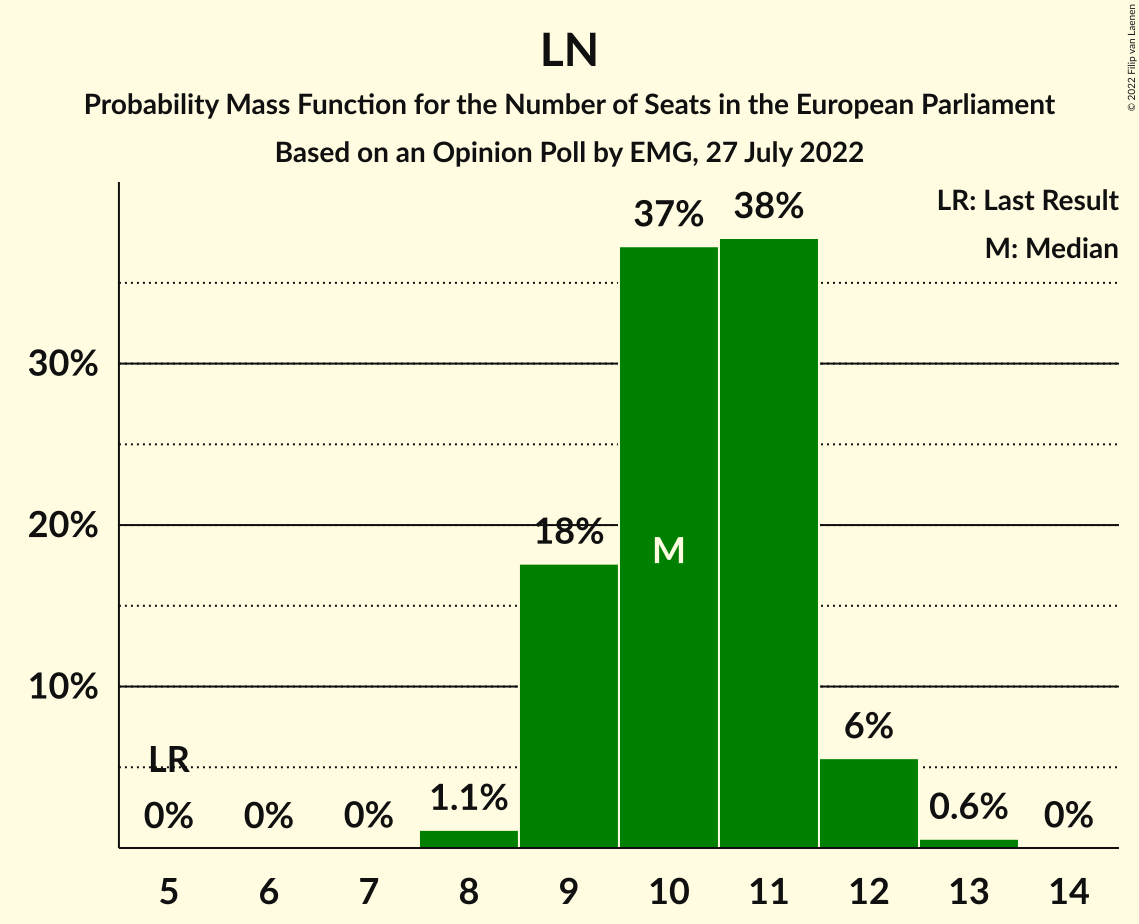 LN
Probability Mass Function for the Number of Seats in the European Parliament
Based on an Opinion Poll by EMG, 27 July 2022
© 2022 Filip van Laenen
LR: Last Result
M: Median
37%
38%
30%
20%
18%
M
10%
6%
LR
1.1%
0.6%
0%
0%
0%
0%
5 6 7 8 9 10 11 12 13 14